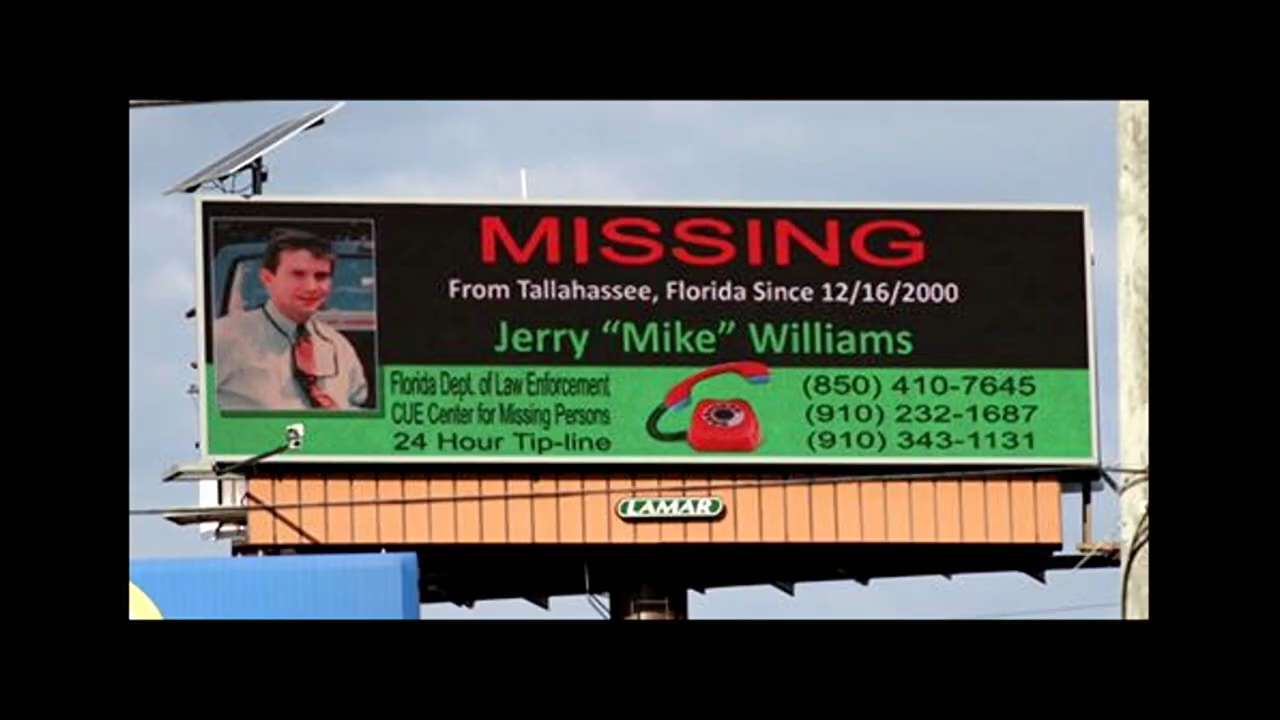 MISSING
From Tallahassee, Florida Since 12/16/2000
Jerry “Mike” Williams
Florida Dept. of Law Enforcement (850) 410-7645
CUE Center for Missing Persons (910) 232-1687
24 Hour Tip-line (910) 343-1131
LAMAR